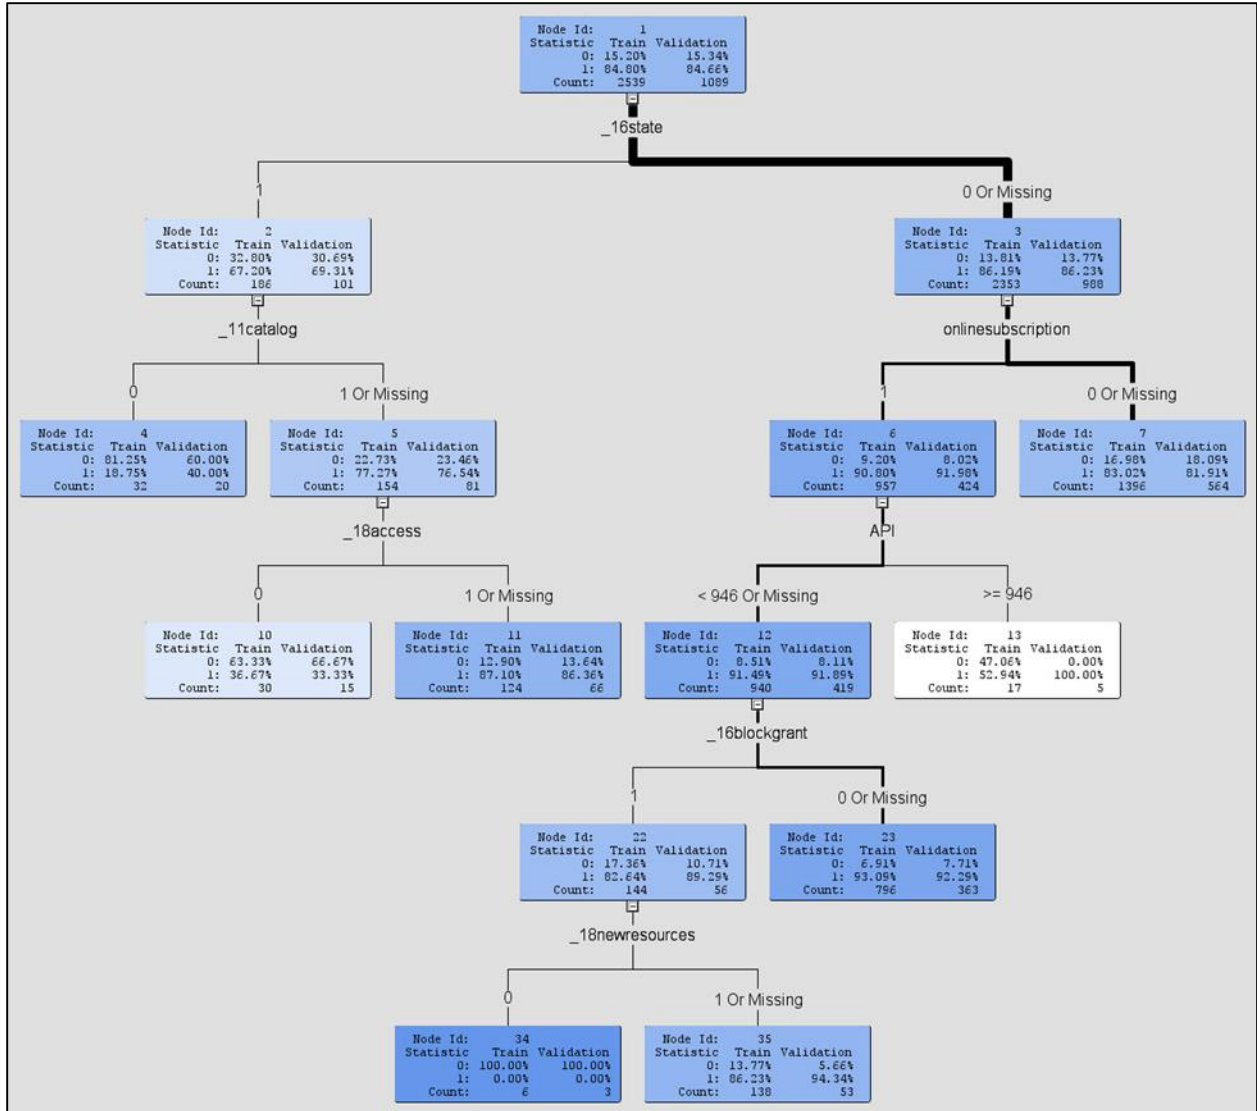 Node Id: 1
Statistic Train Validation
0: 15.20% 15.34%
1: 84.80% 84.66%
Count: 2539 1089
_16state
1
0 Or Missing
Node Id: 2
Statistic Train Validation
0: 32.80% 30.69%
1: 67.20% 69.31%
Count: 186 101
Node Id: 3
Statistic Train Validation
0: 13.81% 13.77%
1: 86.19% 86.23%
Count: 2353 988
_11catalog
onlinesubscription
0
1 Or Missing
1
0 Or Missing
Node Id: 4
Statistic Train Validation
0: 81.25% 60.00%
1: 18.75% 40.00%
Count: 32 20
Node Id: 5
Statistic Train Validation
0: 22.73% 23.46%
1: 77.27% 76.54%
Count: 154 81
Node Id: 6
Statistic Train Validation
0: 9.20% 8.02%
1: 90.80% 91.98%
Count: 957 424
Node Id: 7
Statistic Train Validation
0: 16.98% 18.09%
1: 83.02% 81.91%
Count: 1396 564
_18access
API
0
1 Or Missing
< 946 Or Missing
>= 946
Node Id: 10
Statistic Train Validation
0: 63.33% 66.67%
1: 36.67% 33.33%
Count: 30 15
Node Id: 11
Statistic Train Validation
0: 12.90% 13.64%
1: 87.10% 86.36%
Count: 124 66
Node Id: 12
Statistic Train Validation
0: 8.51% 8.11%
1: 91.49% 91.89%
Count: 940 419
Node Id: 13
Statistic Train Validation
0: 47.06% 0.00%
1: 52.94% 100.00%
Count: 17 5
_16blockgrant
1
0 Or Missing
Node Id: 22
Statistic Train Validation
0: 17.36% 10.71%
1: 82.64% 89.29%
Count: 144 56
Node Id: 23
Statistic Train Validation
0: 6.91% 7.71%
1: 93.09% 92.29%
Count: 796 363
_18newresources
0
1 Or Missing
Node Id: 34
Statistic Train Validation
0: 100.00% 100.00%
1: 0.00% 0.00%
Count: 6 3
Node Id: 35
Statistic Train Validation
0: 13.77% 5.66%
1: 86.23% 94.34%
Count: 138 53